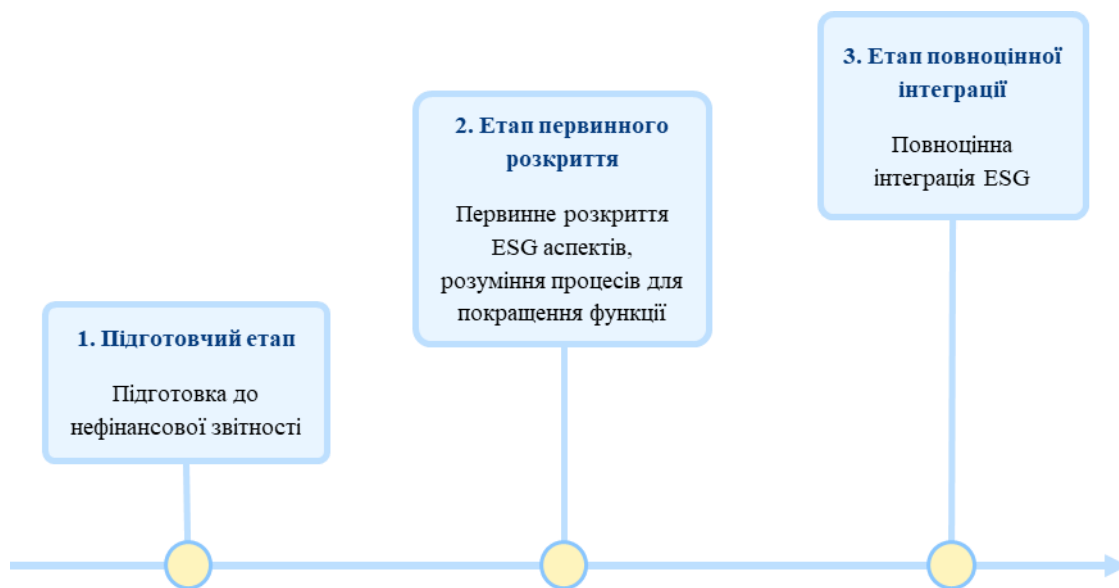 1. Підготовчий етап
Підготовка до
нефінансової звітності
2. Етап первинного
розкриття
Первинне розкриття
ESG аспектів,
розуміння процесів для
покращення функції
3. Етап повноцінної
інтеграції
Повноцінна
інтеграція ESG